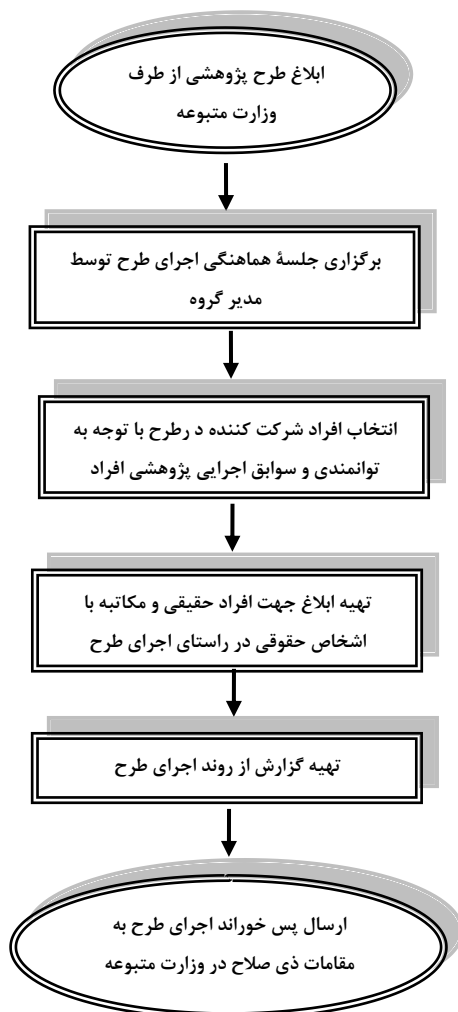 ابلاغ طرح پژوهشی از طرف
وزارت متبوعه
برگزاری جلسۀ هماهنگی اجرای طرح توسط
مدیر گروه
انتخاب افراد شرکت کننده د رطرح با توجه به
توانمندی و سوابق اجرایی پژوهشی افراد
تهیه ابلاغ جهت افراد حقیقی و مکاتبه با
اشخاص حقوقی در راستای اجرای طرح
تهیه گزارش از روند اجرای طرح
ارسال پس خوراند اجرای طرح به
مقامات ذی صلاح در وزارت متبوعه